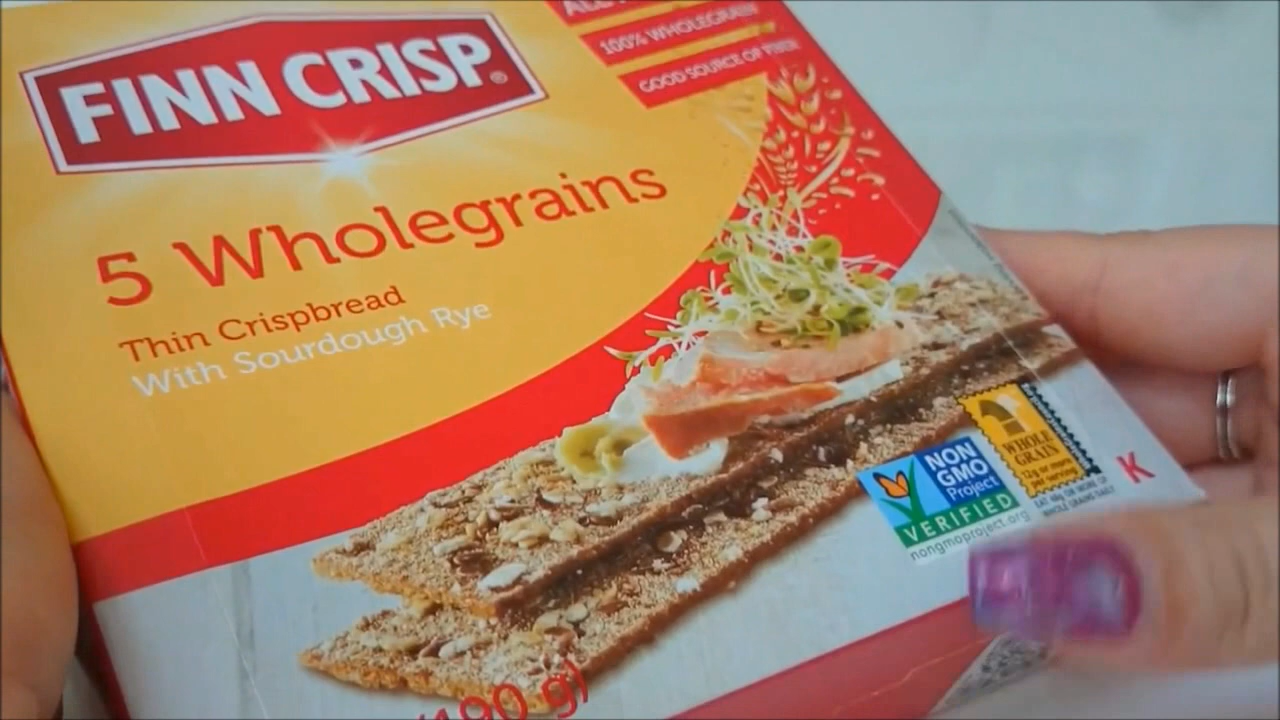 FINN CRISP®
100% WHOLEGRAIN
GOOD SOURCE OF FIBER
5 Wholegrains
Thin Crispbread
With Sourdough Rye
NON
GMO
Project
VERIFIED
nongmoproject.org
WHOLE
GRAIN
12g or more
per serving
EAT 48g OR MORE OF
WHOLE GRAINS DAILY
K
(190 g)